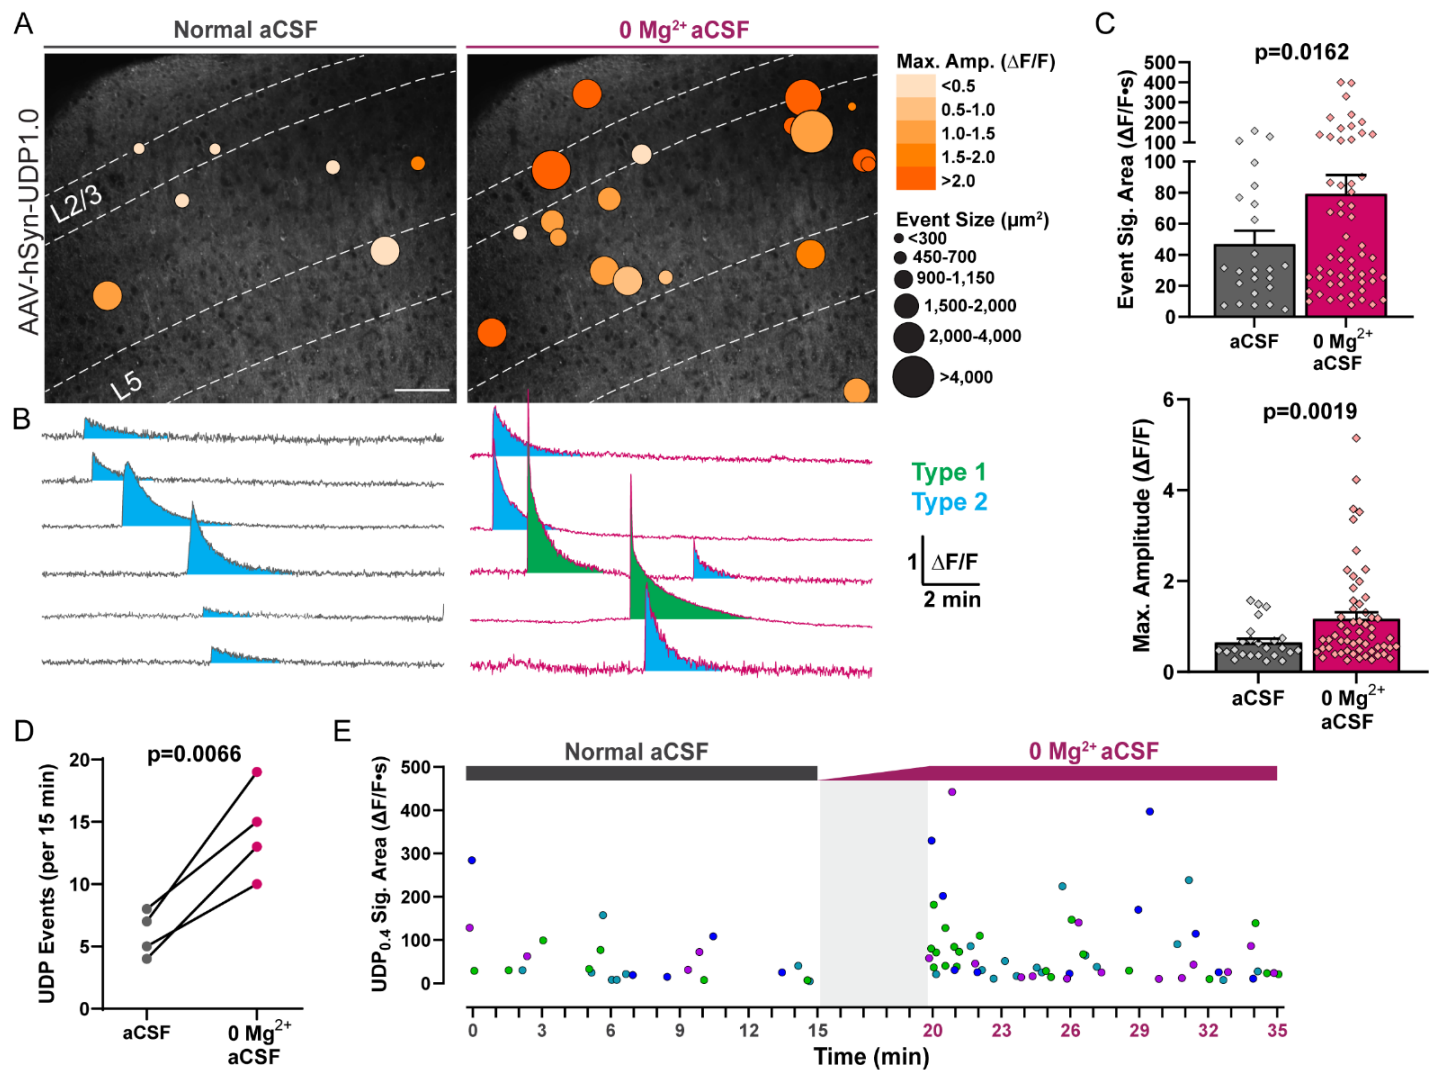 A
Normal aCSF
0 Mg2+ aCSF
AAV-hSyn-UDP1.0
L2/3
L5
Max. Amp. (ΔF/F)
<0.5
0.5-1.0
1.0-1.5
1.5-2.0
>2.0
Event Size (µm2)
<300
450-700
900-1,150
1,500-2,000
2,000-4,000
>4,000
B
Type 1
Type 2
1 ΔF/F
2 min
C
p=0.0162
Event Sig. Area (ΔF/F•s)
500
400
300
200
100
100
80
60
40
20
0
aCSF
0 Mg2+
aCSF
p=0.0019
Max. Amplitude (ΔF/F)
6
4
2
0
aCSF
0 Mg2+
aCSF
D
p=0.0066
UDP Events (per 15 min)
20
15
10
5
0
aCSF
0 Mg2+
aCSF
E
Normal aCSF
0 Mg2+ aCSF
UDP0.4 Sig. Area (ΔF/F•s)
500
400
300
200
100
0
0 3 6 9 12 15 20 23 26 29 32 35
Time (min)